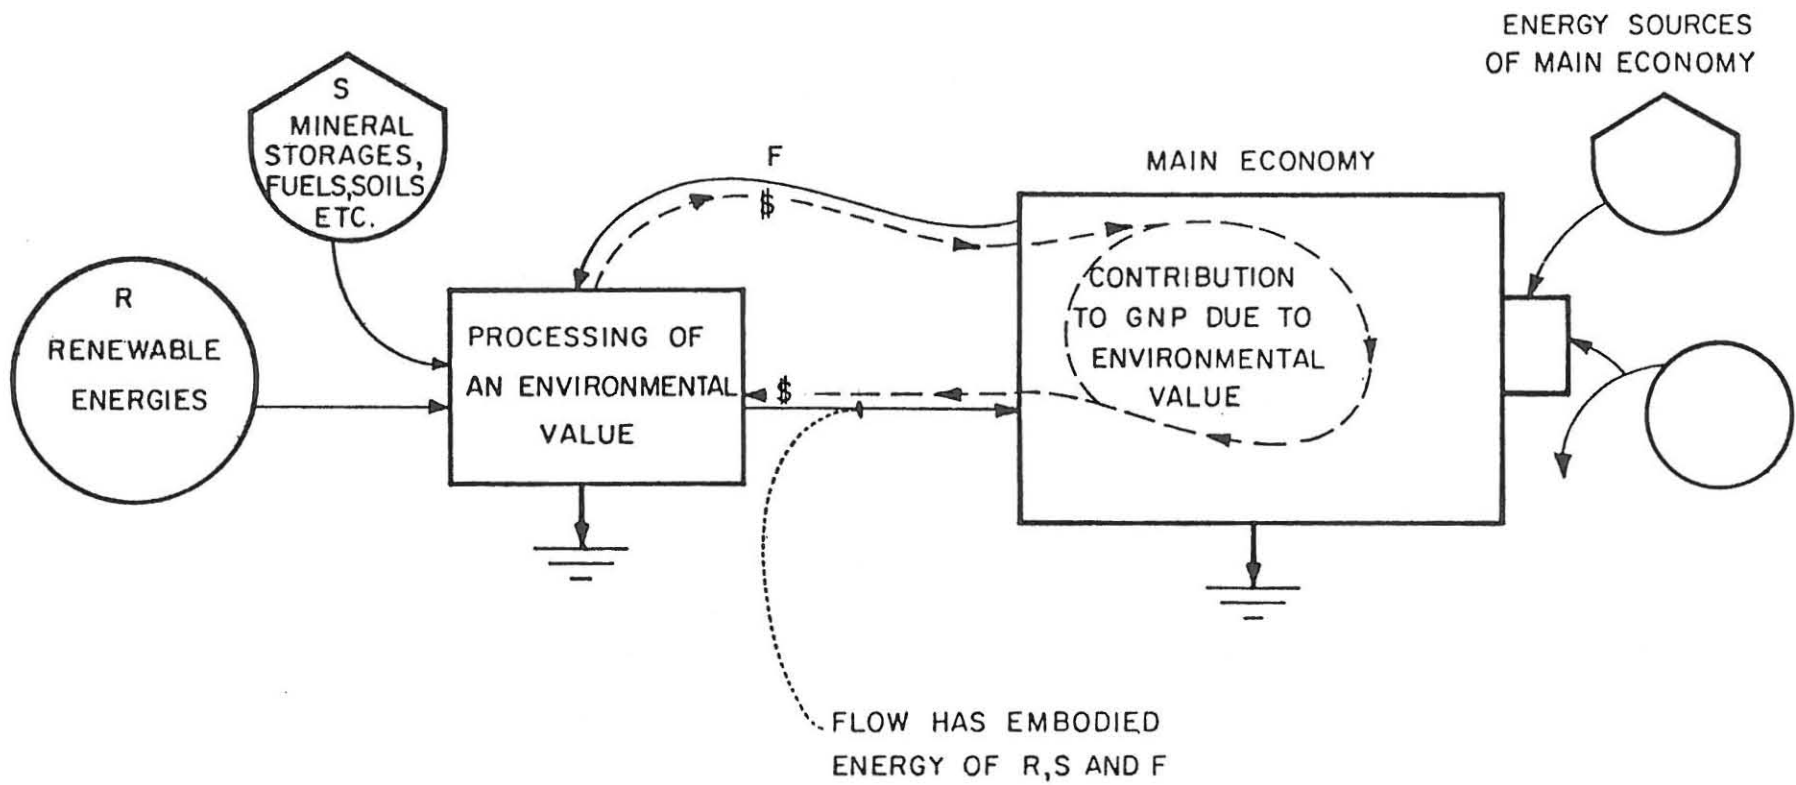 ENERGY SOURCES
OF MAIN ECONOMY
S
MINERAL
STORAGES,
FUELS,SOILS
ETC.
F
$
MAIN ECONOMY
R
RENEWABLE
ENERGIES
PROCESSING OF
AN ENVIRONMENTAL
VALUE
$
CONTRIBUTION
TO GNP DUE TO
ENVIRONMENTAL
VALUE
FLOW HAS EMBODIED
ENERGY OF R,S AND F